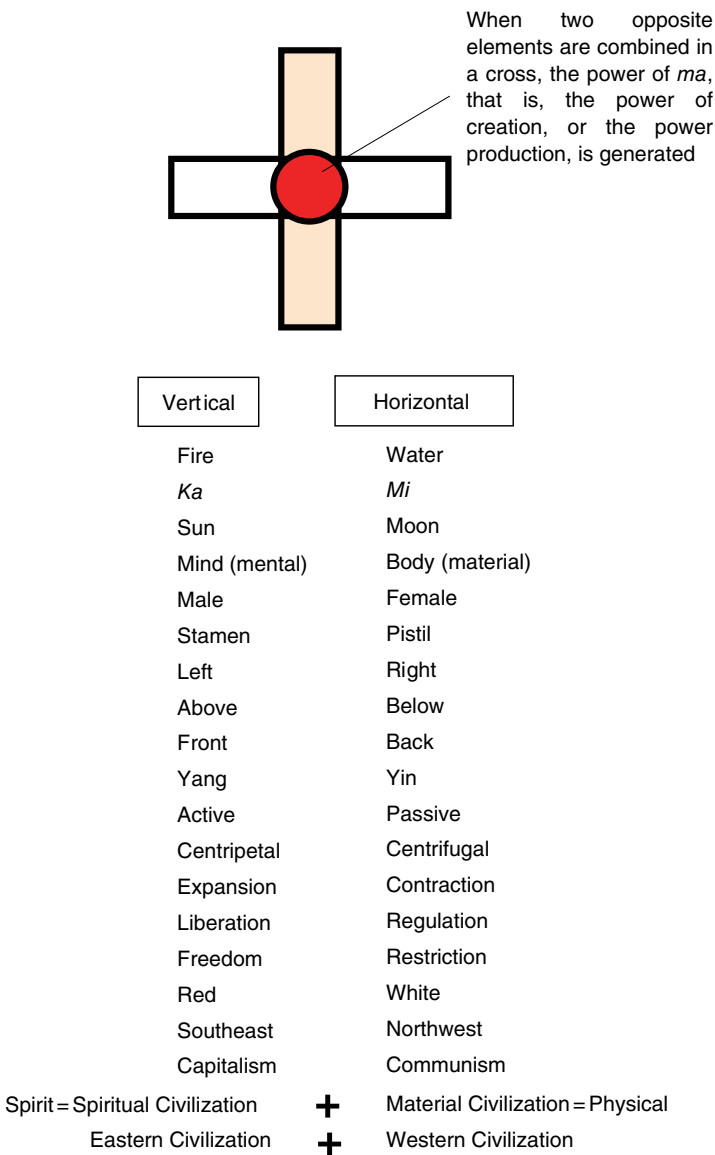 When two opposite
elements are combined in
a cross, the power of ma,
that is, the power of
creation, or the power
production, is generated
Vertical Horizontal
Fire Water
Ka Mi
Sun Moon
Mind (mental) Body (material)
Male Female
Stamen Pistil
Left Right
Above Below
Front Back
Yang Yin
Active Passive
Centripetal Centrifugal
Expansion Contraction
Liberation Regulation
Freedom Restriction
Red White
Southeast Northwest
Capitalism Communism
Spirit=Spiritual Civilization + Material Civilization=Physical
Eastern Civilization + Western Civilization